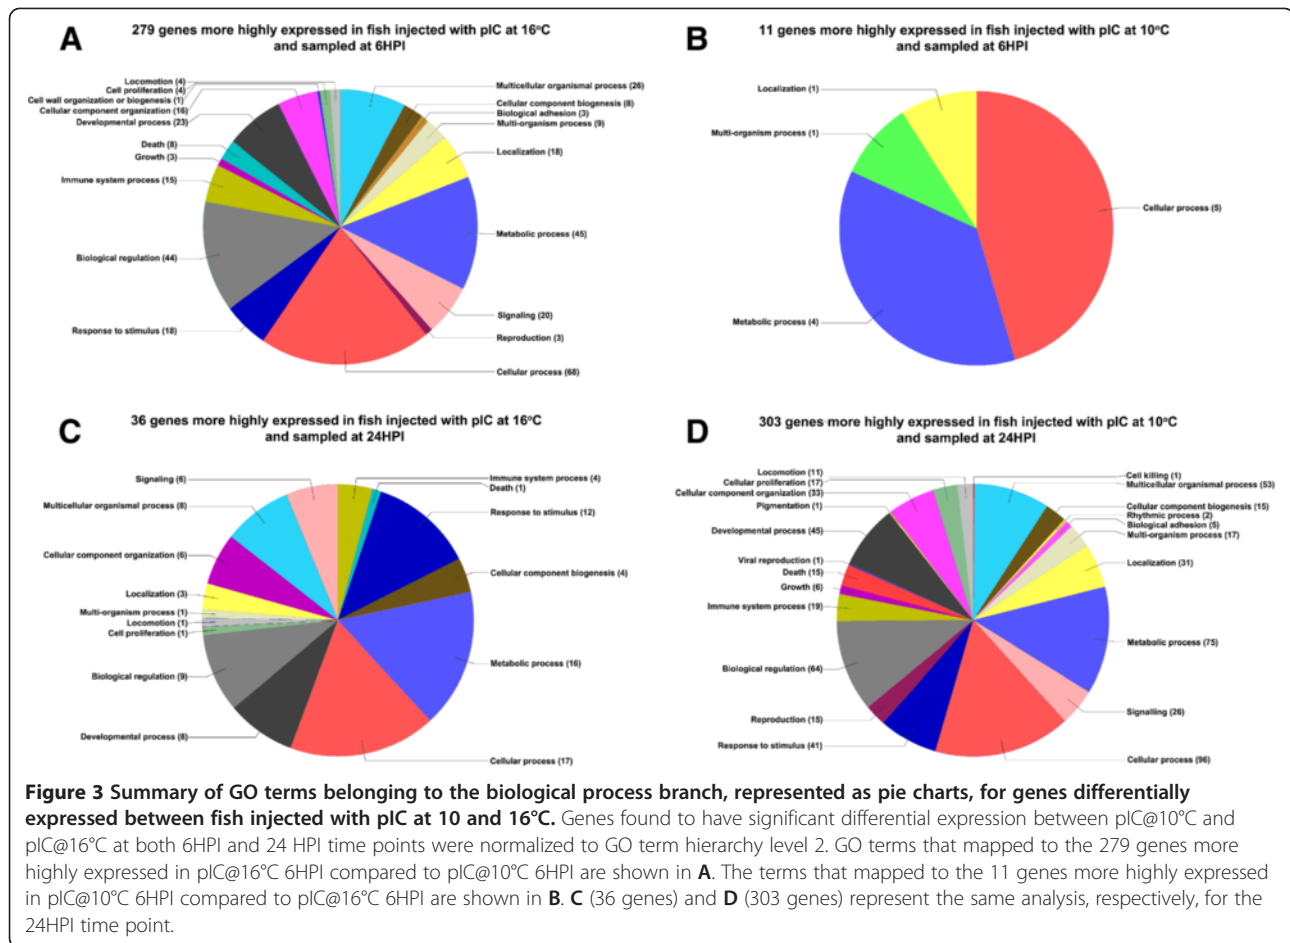 A
279 genes more highly expressed in fish injected with pIC at 16°C
and sampled at 6HPI
Locomotion (4)
Cell proliferation (4)
Cell wall organization or biogenesis (1)
Cellular component organization (16)
Developmental process (23)
Death (8)
Growth (3)
Immune system process (15)
Biological regulation (44)
Response to stimulus (18)
Multicellular organismal process (26)
Cellular component biogenesis (8)
Biological adhesion (3)
Multi-organism process (9)
Localization (18)
Metabolic process (45)
Signaling (20)
Reproduction (3)
Cellular process (68)
B
11 genes more highly expressed in fish injected with pIC at 10°C
and sampled at 6HPI
Localization (1)
Multi-organism process (1)
Metabolic process (4)
Cellular process (5)
C
36 genes more highly expressed in fish injected with pIC at 16°C
and sampled at 24HPI
Signaling (6)
Multicellular organismal process (8)
Cellular component organization (6)
Localization (3)
Multi-organism process (1)
Locomotion (1)
Cell proliferation (1)
Biological regulation (9)
Developmental process (8)
Immune system process (4)
Death (1)
Response to stimulus (12)
Cellular component biogenesis (4)
Metabolic process (16)
Cellular process (17)
D
303 genes more highly expressed in fish injected with pIC at 10°C
and sampled at 24HPI
Locomotion (11)
Cellular proliferation (17)
Cellular component organization (33)
Pigmentation (1)
Developmental process (45)
Viral reproduction (1)
Death (15)
Growth (6)
Immune system process (19)
Biological regulation (64)
Reproduction (15)
Response to stimulus (41)
Cell killing (1)
Multicellular organismal process (53)
Cellular component biogenesis (15)
Rhythmic process (2)
Biological adhesion (5)
Multi-organism process (17)
Localization (31)
Metabolic process (75)
Signalling (26)
Cellular process (96)
Figure 3 Summary of GO terms belonging to the biological process branch, represented as pie charts, for genes differentially
expressed between fish injected with pIC at 10 and 16°C. Genes found to have significant differential expression between pIC@10°C and
pIC@16°C at both 6HPI and 24 HPI time points were normalized to GO term hierarchy level 2. GO terms that mapped to the 279 genes more
highly expressed in pIC@16°C 6HPI compared to pIC@10°C 6HPI are shown in A. The terms that mapped to the 11 genes more highly expressed
in pIC@10°C 6HPI compared to pIC@16°C 6HPI are shown in B. C (36 genes) and D (303 genes) represent the same analysis, respectively, for the
24HPI time point.